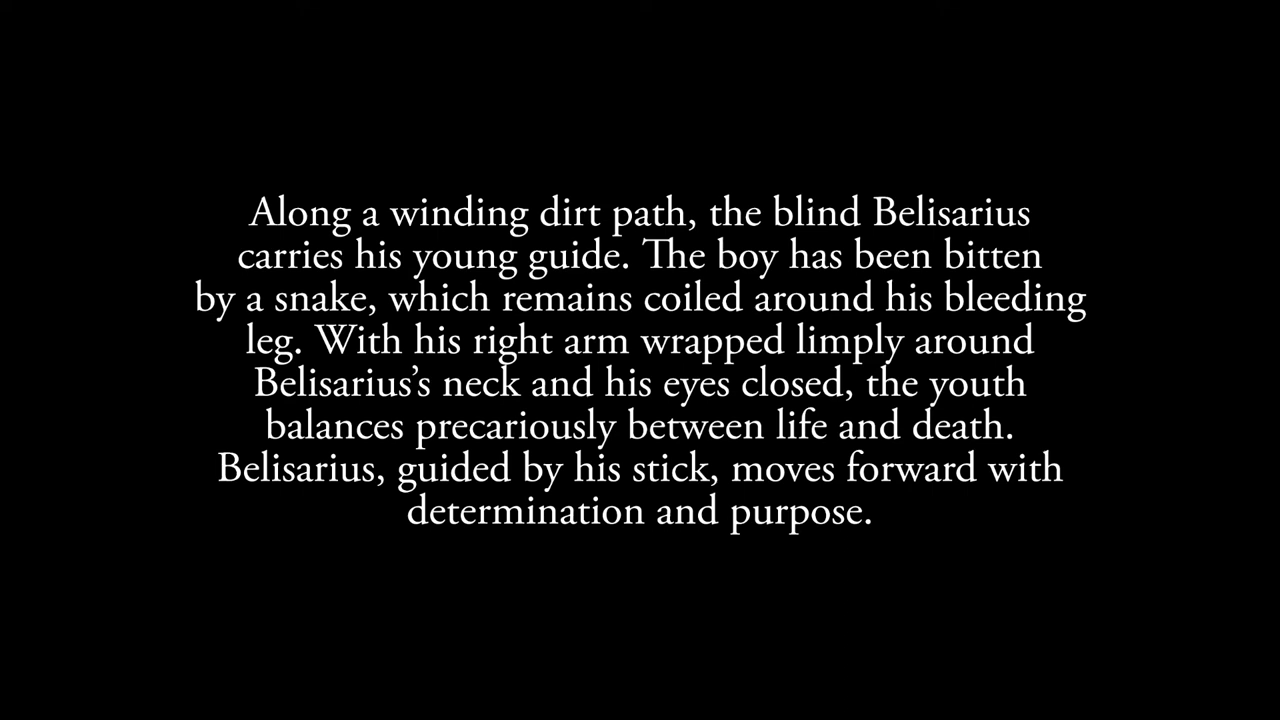 Along a winding dirt path, the blind Belisarius
carries his young guide. The boy has been bitten
by a snake, which remains coiled around his bleeding
leg. With his right arm wrapped limply around
Belisarius’s neck and his eyes closed, the youth
balances precariously between life and death.
Belisarius, guided by his stick, moves forward with
determination and purpose.